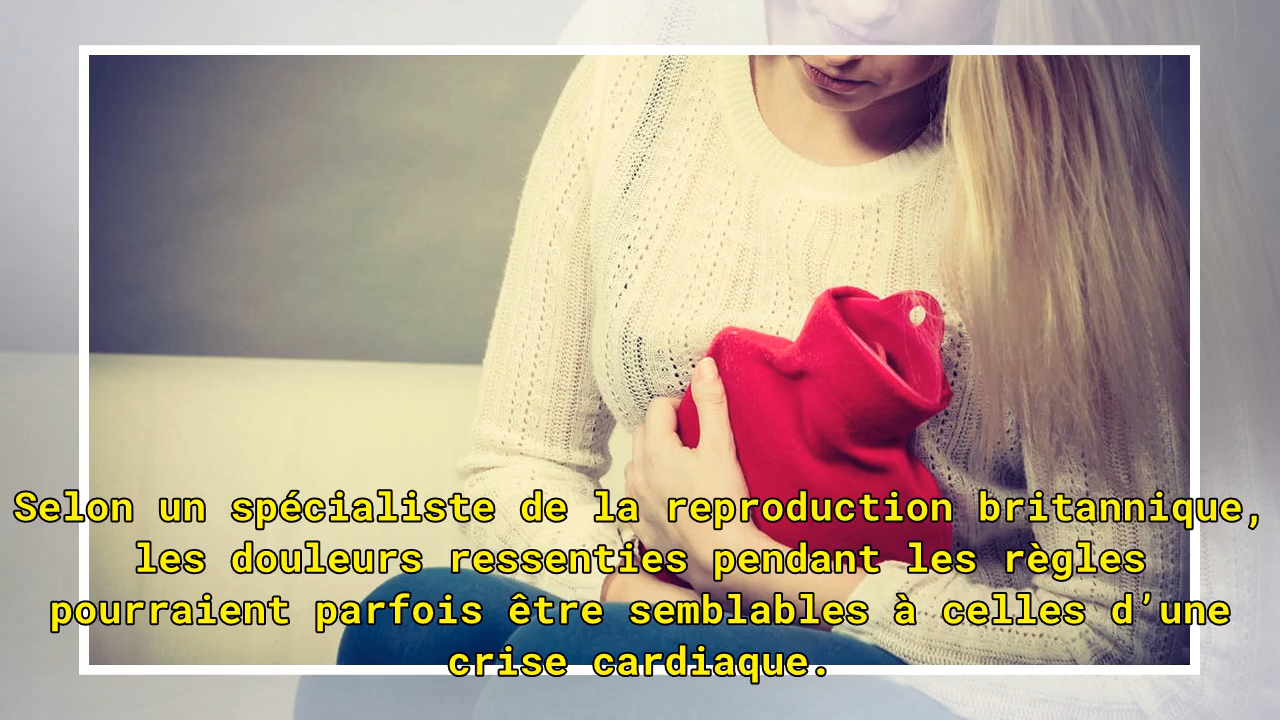 Selon un spécialiste de la reproduction britannique,
les douleurs ressenties pendant les règles
pourraient parfois être semblables à celles d’une
crise cardiaque.